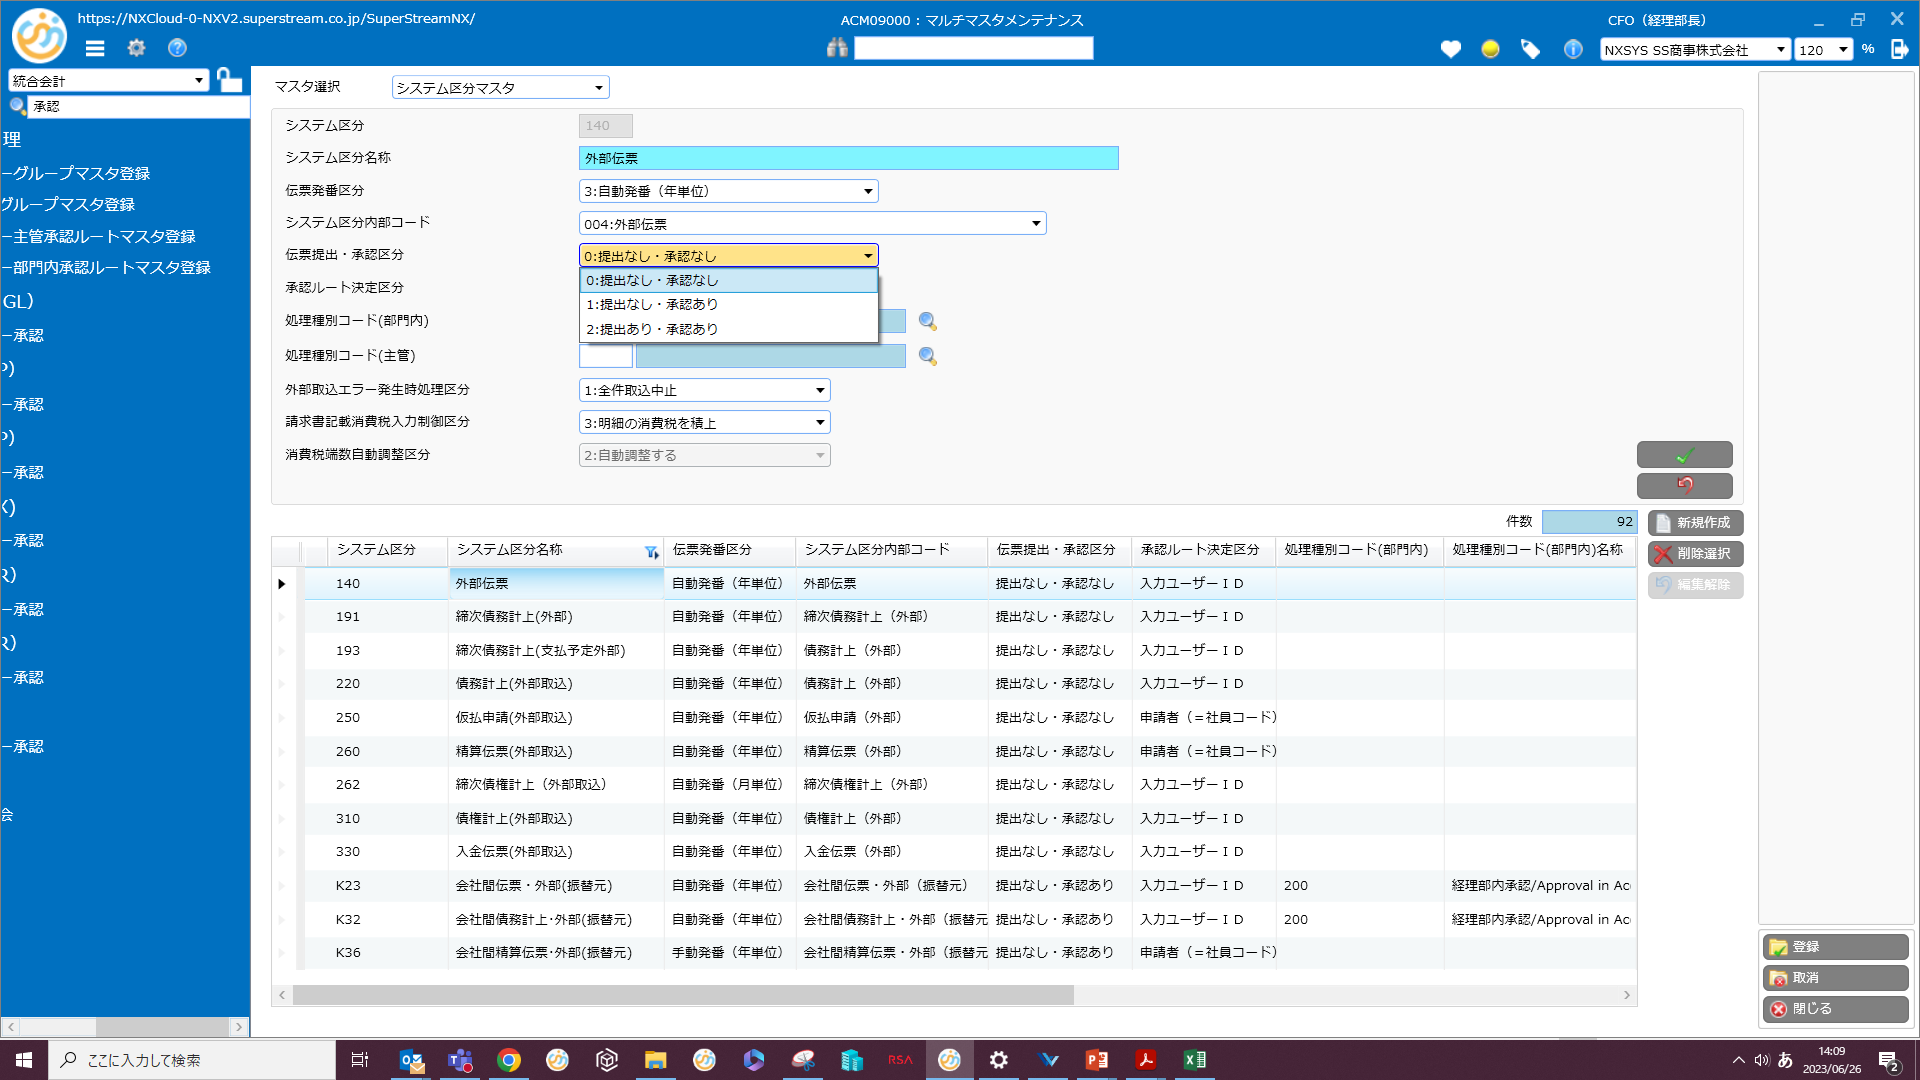 https://NXCloud-0-NXV2.superstream.co.jp/SuperStreamNX/
ACM09000：マルチマスタメンテナンス
CFO（経理部長）
NXSYS SS商事株式会社
120
%
統合会計
承認
理
ーグループマスタ登録
グループマスタ登録
ー主管承認ルートマスタ登録
ー部門内承認ルートマスタ登録
GL）
ー承認
P)
ー承認
P)
ー承認
X)
ー承認
R)
ー承認
R)
ー承認
ー承認
会
マスタ選択
システム区分マスタ
システム区分
140
システム区分名称
外部伝票
伝票発番区分
3:自動発番（年単位）
システム区分内部コード
004:外部伝票
伝票提出・承認区分
0:提出なし・承認なし
0:提出なし・承認なし
1:提出なし・承認あり
2:提出あり・承認あり
承認ルート決定区分
処理種別コード(部門内)
処理種別コード(主管)
外部取込エラー発生時処理区分
1:全件取込中止
請求書記載消費税入力制御区分
3:明細の消費税を積上
消費税端数自動調整区分
2:自動調整する
件数
92
新規作成
削除選択
編集解除
システム区分 システム区分名称 伝票発番区分 システム区分内部コード 伝票提出・承認区分 承認ルート決定区分 処理種別コード(部門内) 処理種別コード(部門内)名称
140 外部伝票 自動発番（年単位） 外部伝票 提出なし・承認なし 入力ユーザーＩＤ
191 締次債務計上(外部) 自動発番（年単位） 締次債務計上（外部） 提出なし・承認なし 入力ユーザーＩＤ
193 締次債務計上(支払予定外部) 自動発番（年単位） 債務計上（外部） 提出なし・承認なし 入力ユーザーＩＤ
220 債務計上(外部取込) 自動発番（年単位） 債務計上（外部） 提出なし・承認なし 入力ユーザーＩＤ
250 仮払申請(外部取込) 自動発番（年単位） 仮払申請（外部） 提出なし・承認なし 申請者（＝社員コード）
260 精算伝票(外部取込) 自動発番（年単位） 精算伝票（外部） 提出なし・承認なし 申請者（＝社員コード）
262 締次債権計上（外部取込） 自動発番（月単位） 締次債権計上（外部） 提出なし・承認なし 入力ユーザーＩＤ
310 債権計上(外部取込) 自動発番（年単位） 債権計上（外部） 提出なし・承認なし 入力ユーザーＩＤ
330 入金伝票(外部取込) 自動発番（年単位） 入金伝票（外部） 提出なし・承認なし 入力ユーザーＩＤ
K23 会社間伝票・外部(振替元) 自動発番（年単位） 会社間伝票・外部（振替元） 提出なし・承認あり 入力ユーザーＩＤ 200 経理部内承認/Approval in Ac
K32 会社間債務計上･外部(振替元) 自動発番（年単位） 会社間債務計上・外部（振替元 提出なし・承認あり 入力ユーザーＩＤ 200 経理部内承認/Approval in Ac
K36 会社間精算伝票･外部(振替元) 手動発番（年単位） 会社間精算伝票・外部（振替元 提出なし・承認あり 申請者（＝社員コード）
登録
取消
閉じる
ここに入力して検索
RSA
あ
14:09
2023/06/26
2